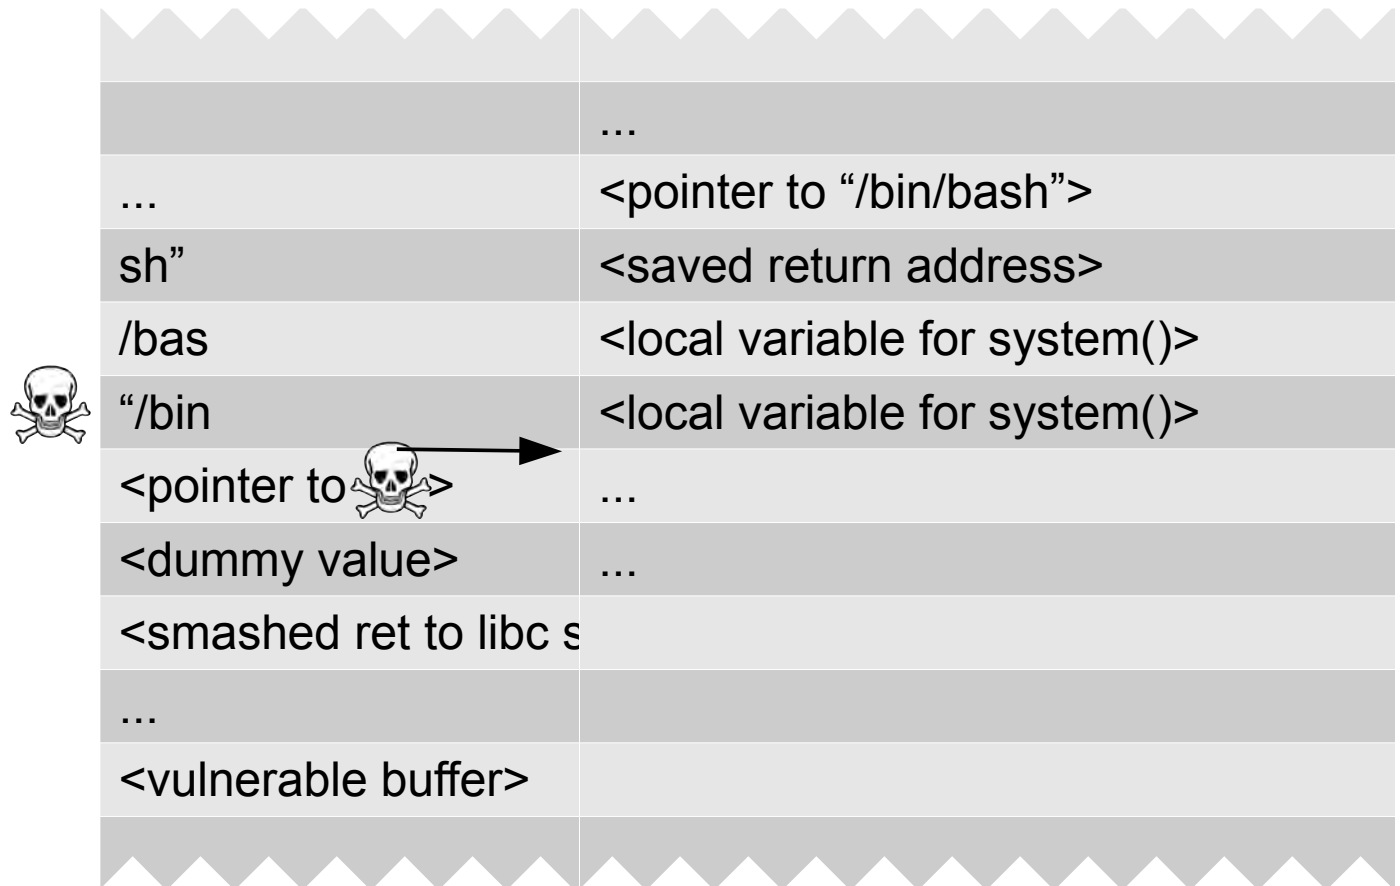 ...
... <pointer to “/bin/bash”>
sh” <saved return address>
/bas <local variable for system()>
“/bin <local variable for system()>
<pointer to > ...
<dummy value> ...
<smashed ret to libc s
...
<vulnerable buffer>